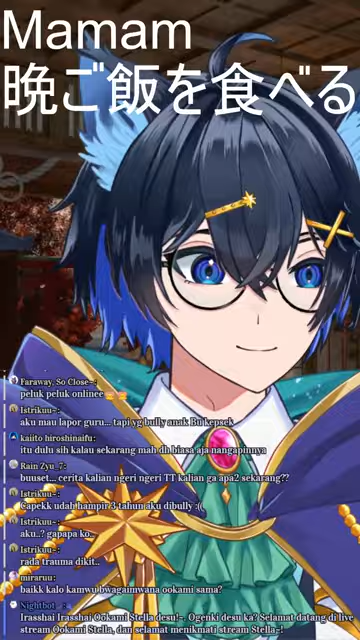 Mamam
晩ご飯を食べる
Faraway, So Close~:
peluk peluk onlinee
Istrikuu~:
aku mau lapor guru... tapi yg bully anak Bu kepsek
kaiito hiroshinaifu:
itu dulu sih kalau sekarang mah dh biasa aja nangapinnya
Rain Zyu_7:
buuset... cerita kalian ngeri ngeri TT kalian ga apa2 sekarang??
Istrikuu~:
Capekk udah hampir 3 tahun aku dibully :((
Istrikuu~:
aku..? gapapa ko..
Istrikuu~:
rada trauma dikit..
miraruu:
baikk kalo kamwu bwagaimwana ookami sama?
Nightbot
Irasshai Irasshai Ookami Stella desu!~. Ogenki desu ka? Selamat datang di live
stream Ookami Stella, dan selamat menikmati stream Stella~!